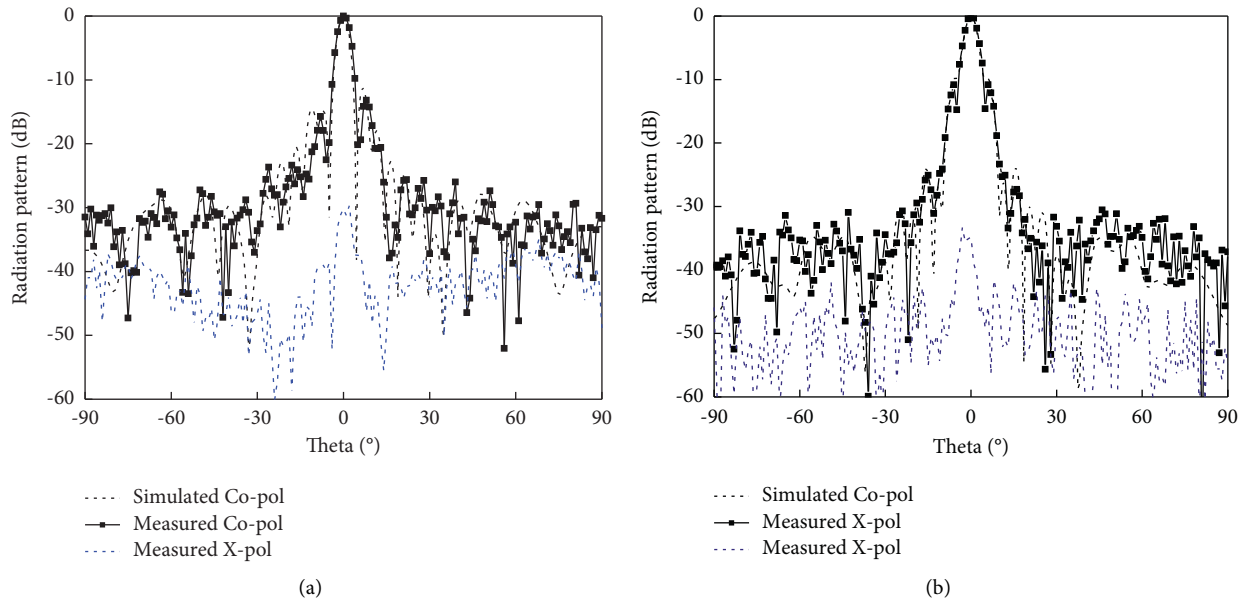 0
-10
-20
-30
-40
-50
-60
Radiation pattern (dB)
-90 -60 -30 0 30 60 90
Theta (°)
Simulated Co-pol
Measured Co-pol
Measured X-pol
(a)
0
-10
-20
-30
-40
-50
-60
Radiation pattern (dB)
-90 -60 -30 0 30 60 90
Theta (°)
Simulated Co-pol
Measured X-pol
Measured X-pol
(b)